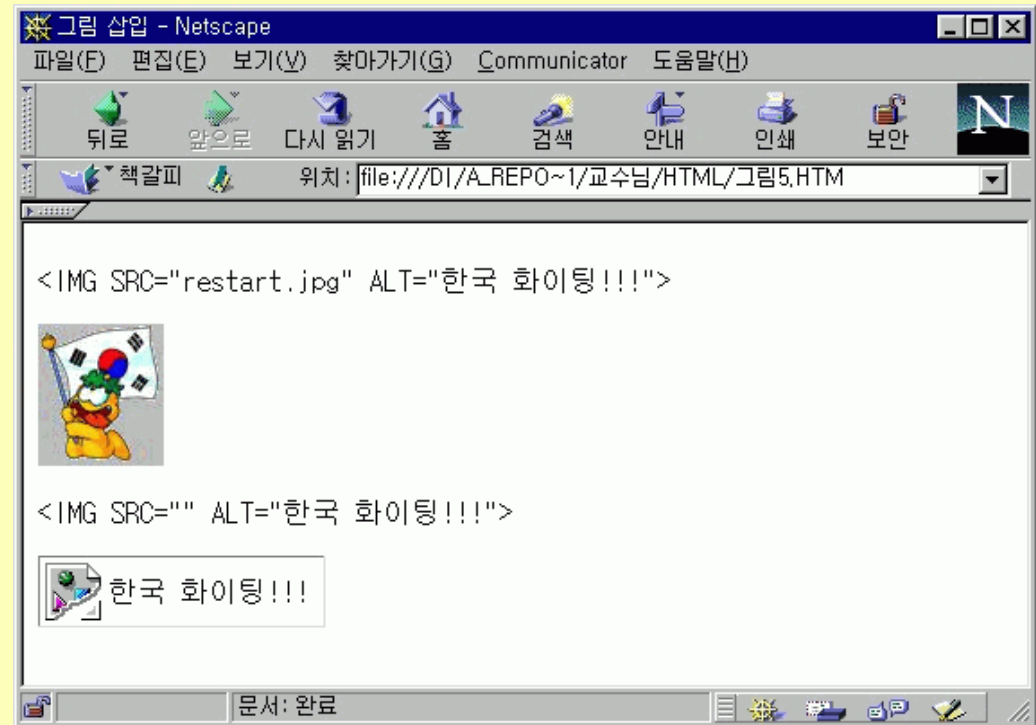 그림 삽입 - Netscape
파일(F) 편집(E) 보기(V) 찾아가기(G) Communicator 도움말(H)
뒤로 앞으로 다시 읽기 홈 검색 안내 인쇄 보안 N
책갈피 위치: file:///D|/A_REPO~1/교수님/HTML/그림5.HTM
<IMG SRC="restart.jpg" ALT="한국 화이팅!!!">
<IMG SRC="" ALT="한국 화이팅!!!">
한국 화이팅!!!
문서: 완료